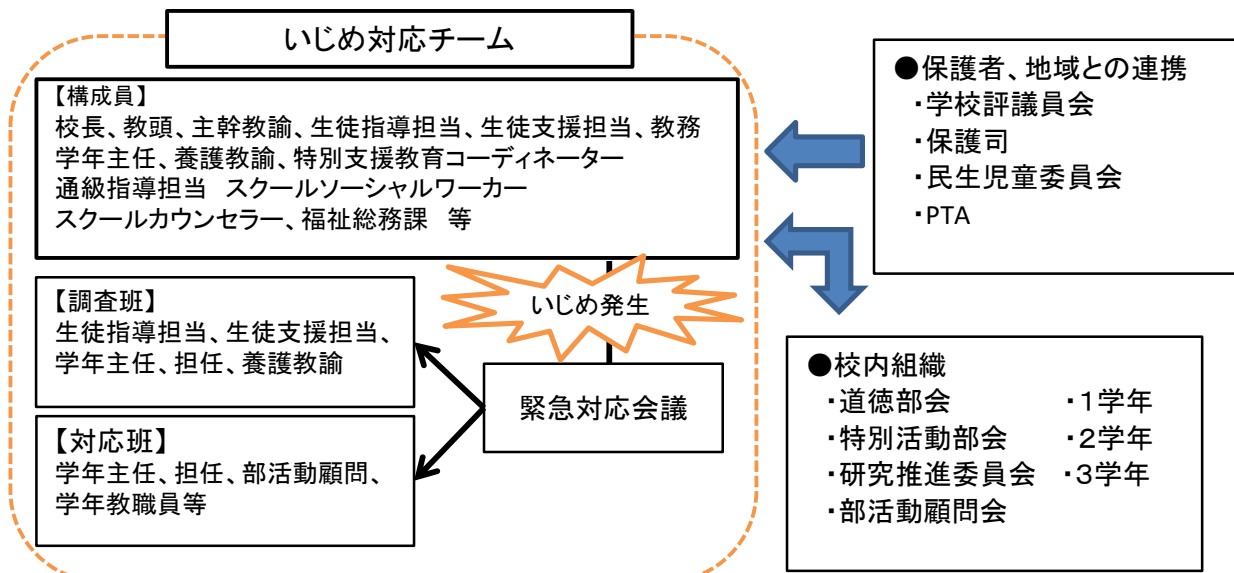 いじめ対応チーム
【構成員】
校長、教頭、主幹教諭、生徒指導担当、生徒支援担当、教務
学年主任、養護教諭、特別支援教育コーディネーター
通級指導担当　スクールソーシャルワーカー
スクールカウンセラー、福祉総務課　等
いじめ発生
緊急対応会議
【調査班】
生徒指導担当、生徒支援担当、
学年主任、担任、養護教諭
【対応班】
学年主任、担任、部活動顧問、
学年教職員等
●保護者、地域との連携
・学校評議員会
・保護司
・民生児童委員会
・PTA
●校内組織
・道徳部会　・１学年
・特別活動部会　・２学年
・研究推進委員会　・３学年
・部活動顧問会